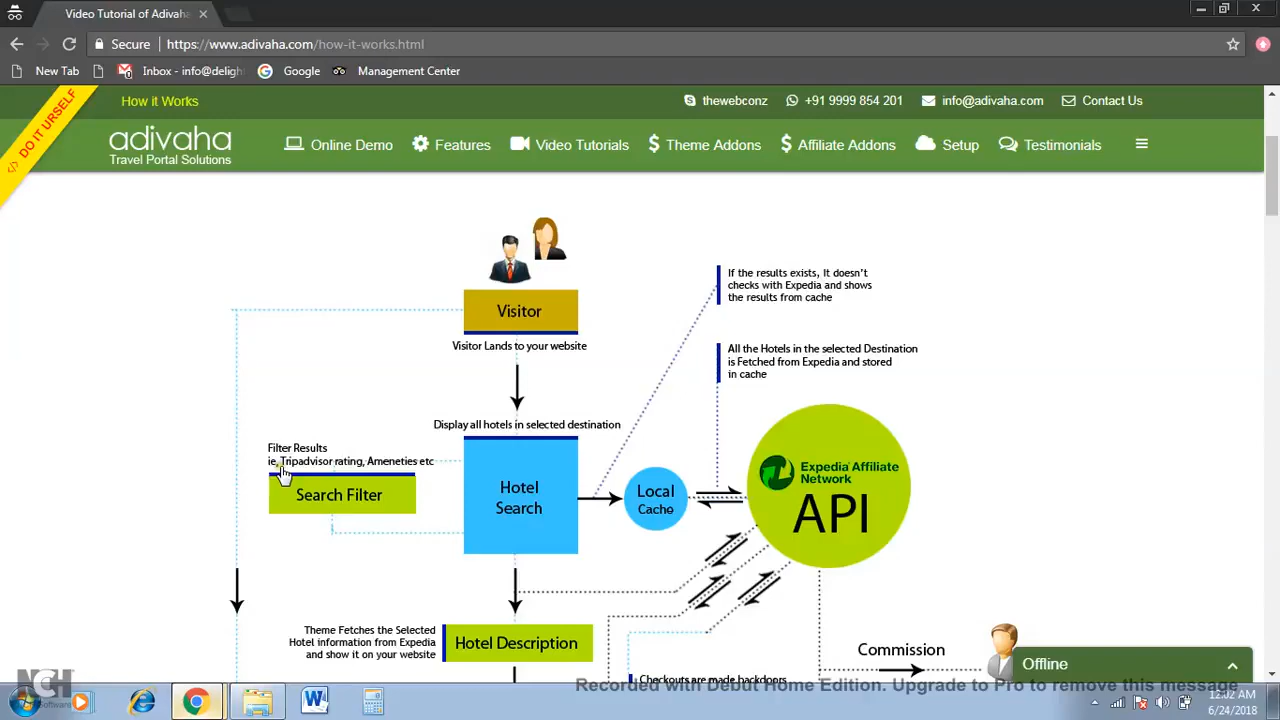 Video Tutorial of Adivaha
Secure
https://www.adivaha.com/how-it-works.html
New Tab
Inbox - info@deligh
Google
Management Center
DO IT URSELF
How it Works
thewebconz
+91 9999 854 201
info@adivaha.com
Contact Us
adivaha
Travel Portal Solutions
Online Demo
Features
Video Tutorials
Theme Addons
Affiliate Addons
Setup
Testimonials
Visitor
Visitor Lands to your website
If the results exists, It doesn't
checks with Expedia and shows
the results from cache
All the Hotels in the selected Destination
is Fetched from Expedia and stored
in cache
Display all hotels in selected destination
Filter Results
ie. Tripadvisor rating, Ameneties etc
Search Filter
Hotel
Search
Local
Cache
Expedia Affiliate
Network
API
Theme Fetches the Selected
Hotel information from Expedia
and show it on your website
Hotel Description
Commission
Checkouts are made backdoors
Offline
NCH
Software
Recorded with Debut Home Edition. Upgrade to Pro to remove this message
12:02 AM
6/24/2018